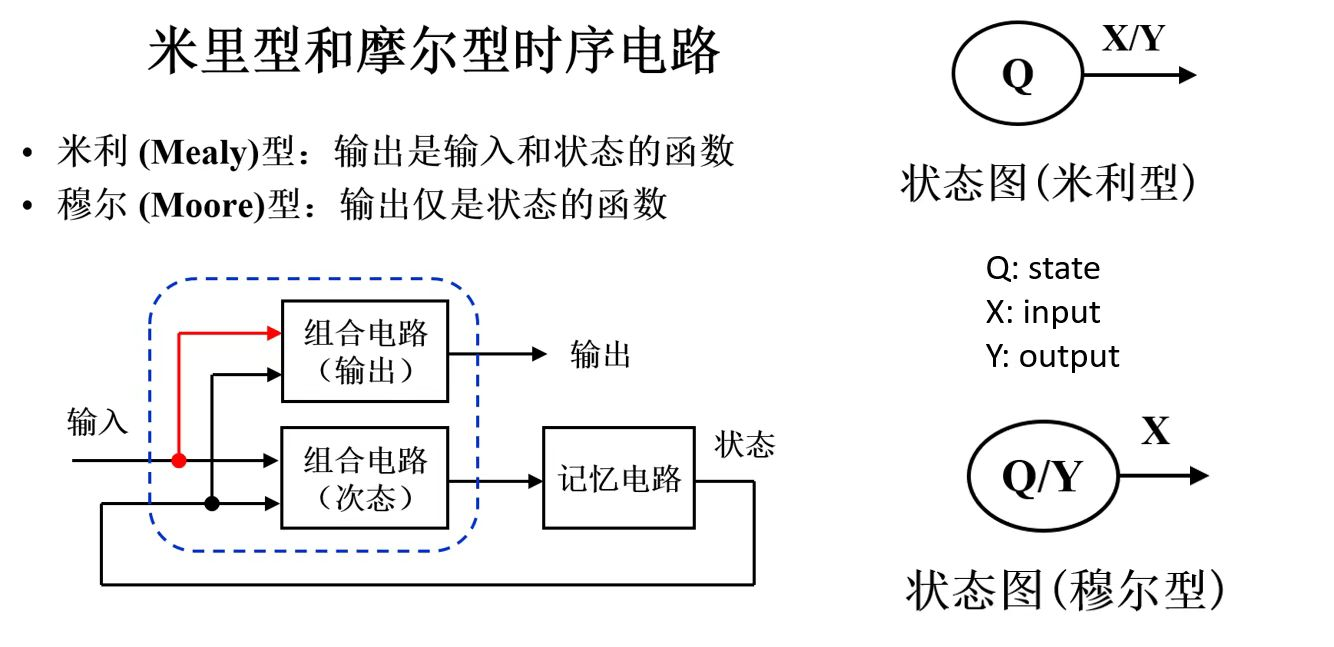 米里型和摩尔型时序电路
• 米利 (Mealy)型：输出是输入和状态的函数
• 穆尔 (Moore)型：输出仅是状态的函数
输入
组合电路
（输出）
输出
组合电路
（次态）
记忆电路
状态
Q
X/Y
状态图(米利型)
Q: state
X: input
Y: output
Q/Y
X
状态图(穆尔型)